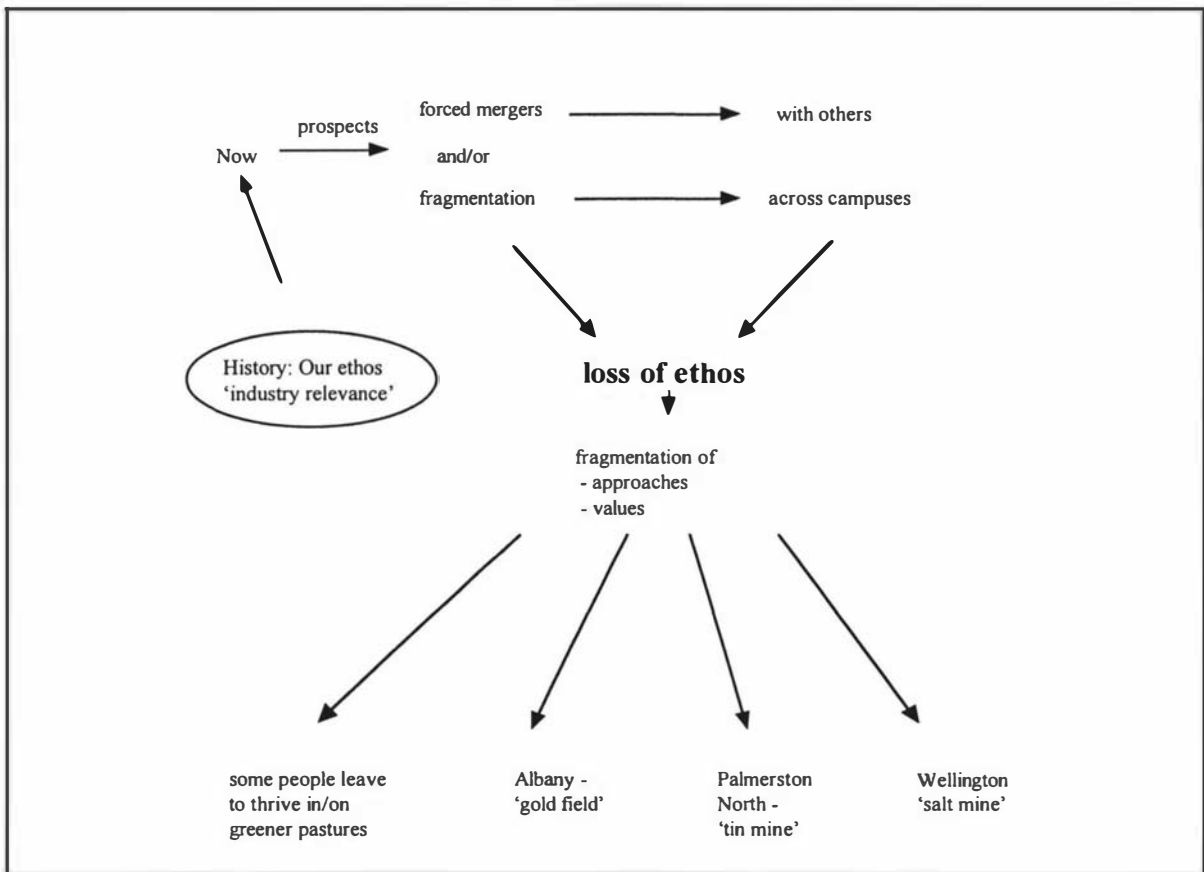 forced mergers
with others
prospects
Now
and/or
fragmentation
across campuses
History: Our ethos
‘industry relevance’
loss of ethos
fragmentation of
- approaches
- values
some people leave
to thrive in/on
greener pastures
Albany -
‘gold field’
Palmerston
North -
‘tin mine’
Wellington
‘salt mine’